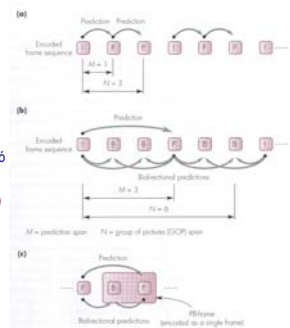 (a)
Prediction Prediction
Encoded frame sequence
I P P I P P I
M = 1
N = 3
(b)
Prediction
Encoded frame sequence
I B B P B B I
Bidirectional predictions
M = 3
N = 6
M = prediction span N = group of pictures (GOP) span
(c)
Prediction
P B P
Bidirectional predictions
PB-frame
(encoded as a single frame)
ó
)